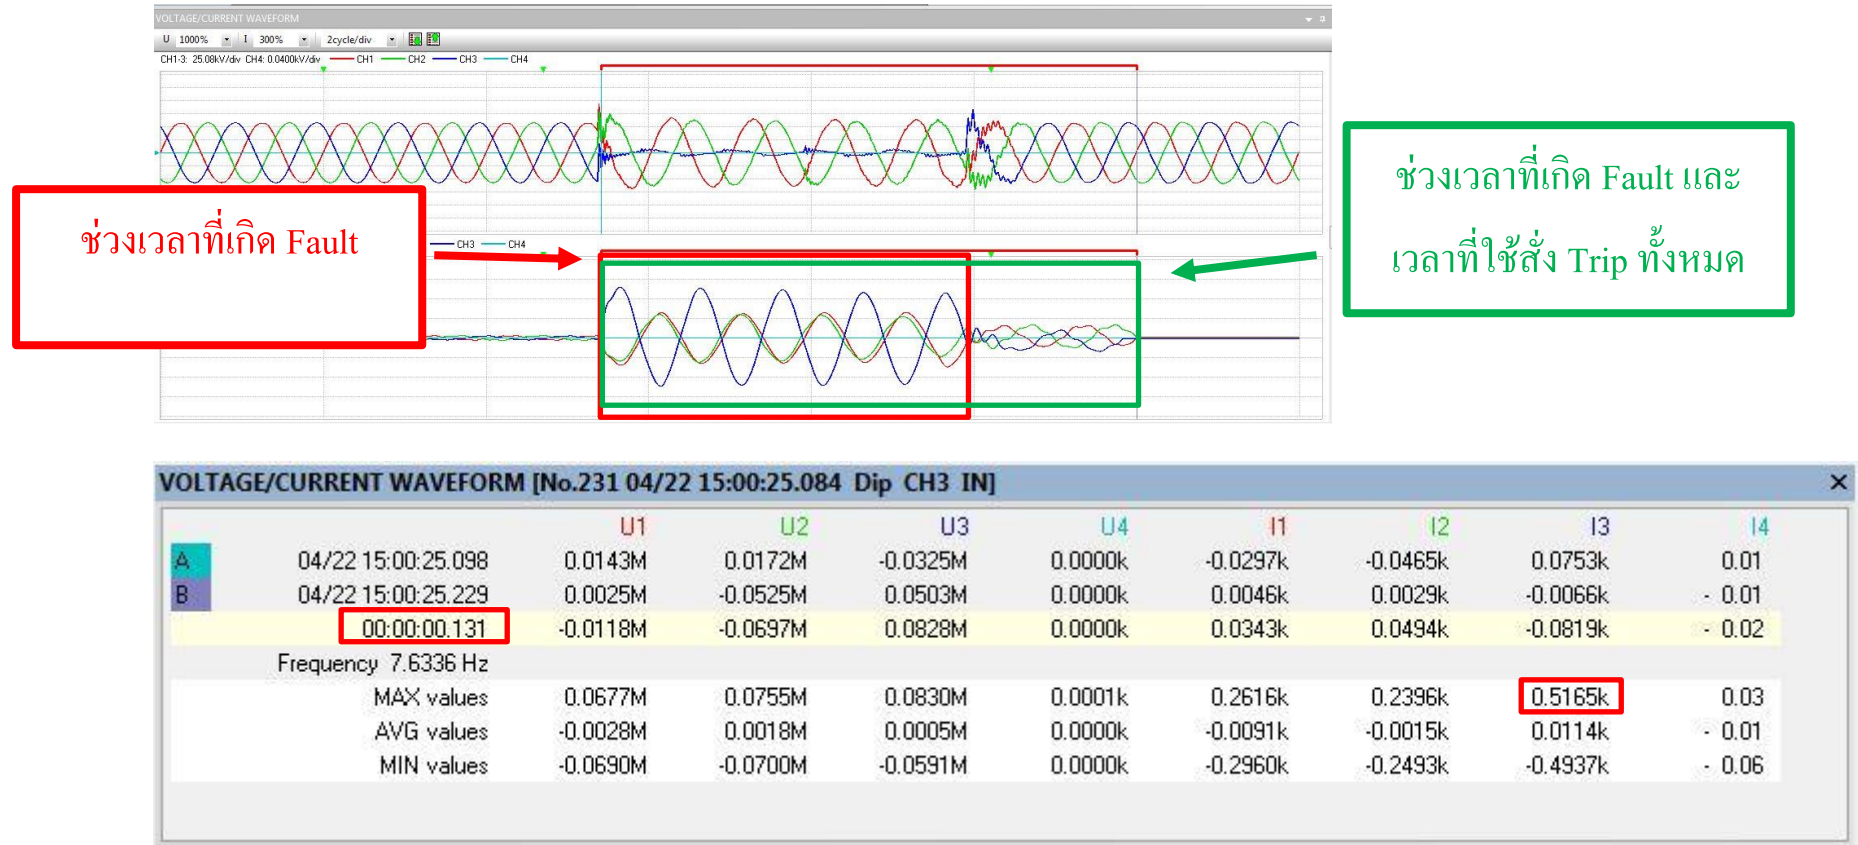 VOLTAGE/CURRENT WAVEFORM
U 1000% I 300% 2cycle/div
CH1-3: 25.08kV/div CH4: 0.0400kV/div CH1 CH2 CH3 CH4
ช่วงเวลาที่เกิด Fault
CH3 CH4
ช่วงเวลาที่เกิด Fault และ
เวลาที่ใช้สั่ง Trip ทั้งหมด
VOLTAGE/CURRENT WAVEFORM [No.231 04/22 15:00:25.084 Dip CH3 IN]
U1 U2 U3 U4 I1 I2 I3 I4
A 04/22 15:00:25.098 0.0143M 0.0172M -0.0325M 0.0000k -0.0297k -0.0465k 0.0753k 0.01
B 04/22 15:00:25.229 0.0025M -0.0525M 0.0503M 0.0000k 0.0046k 0.0029k -0.0066k - 0.01
00:00:00.131 -0.0118M -0.0697M 0.0828M 0.0000k 0.0343k 0.0494k -0.0819k - 0.02
Frequency 7.6336 Hz
MAX values 0.0677M 0.0755M 0.0830M 0.0001k 0.2616k 0.2396k 0.5165k 0.03
AVG values -0.0028M 0.0018M 0.0005M 0.0000k -0.0091k -0.0015k 0.0114k - 0.01
MIN values -0.0690M -0.0700M -0.0591M 0.0000k -0.2960k -0.2493k -0.4937k - 0.06